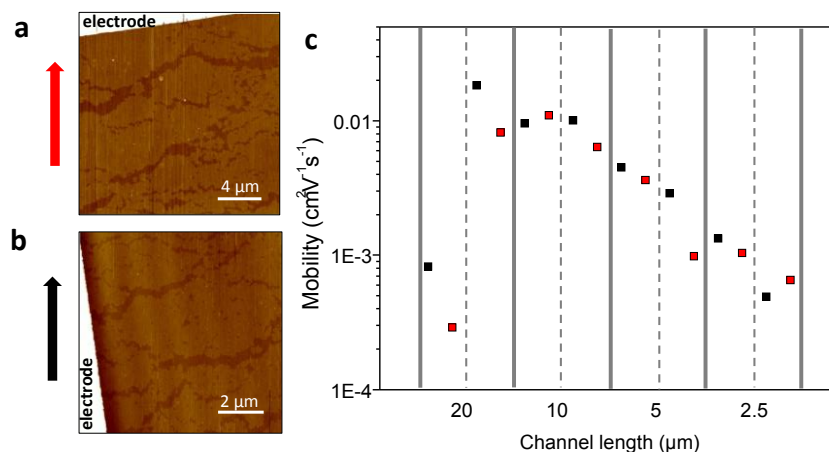 a
electrode
4 µm
b
electrode
2 µm
c
Mobility (cm²V⁻¹s⁻¹)
0.01
1E-3
1E-4
20
10
5
2.5
Channel length (µm)